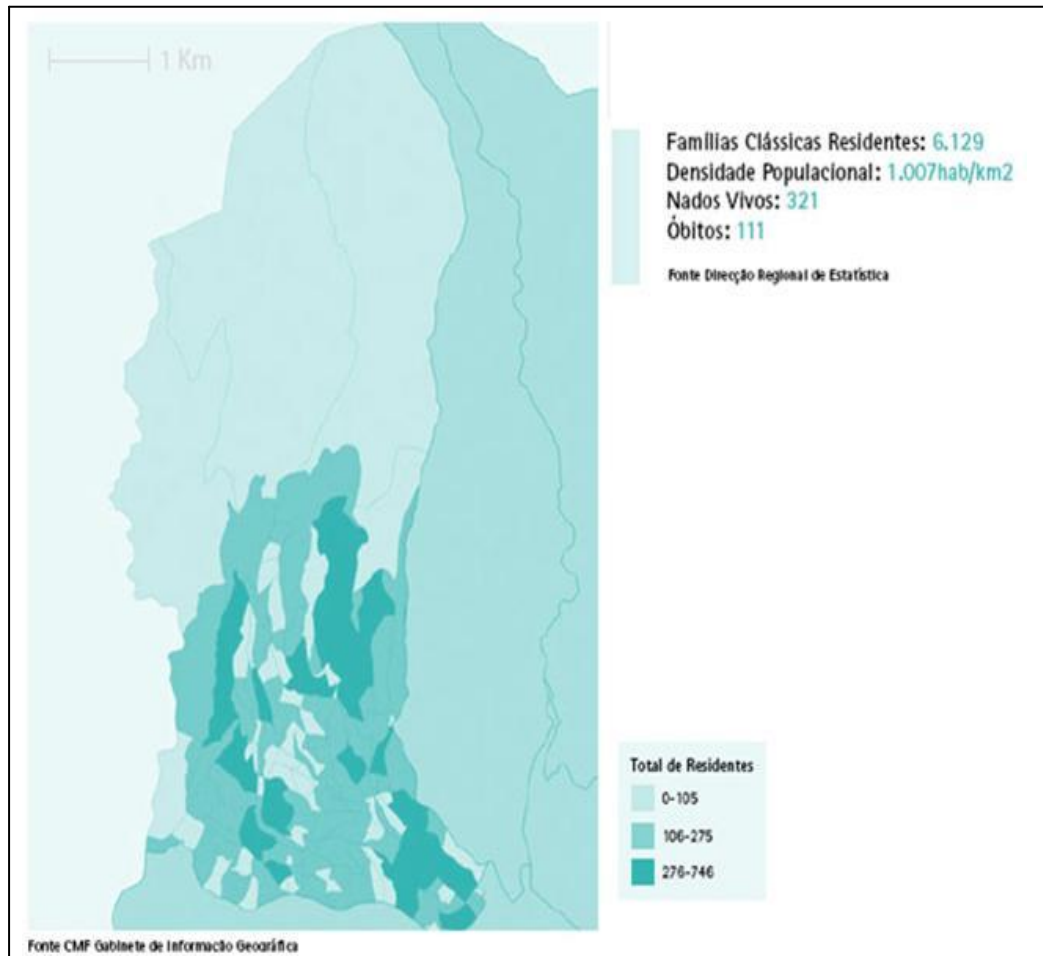 1 Km
Famílias Clássicas Residentes: 6.129
Densidade Populacional: 1.007hab/km2
Nados Vivos: 321
Óbitos: 111
Fonte Direcção Regional de Estatística
Total de Residentes
0-105
106-275
276-746
Fonte CMF Gabinete de Informação Geográfica